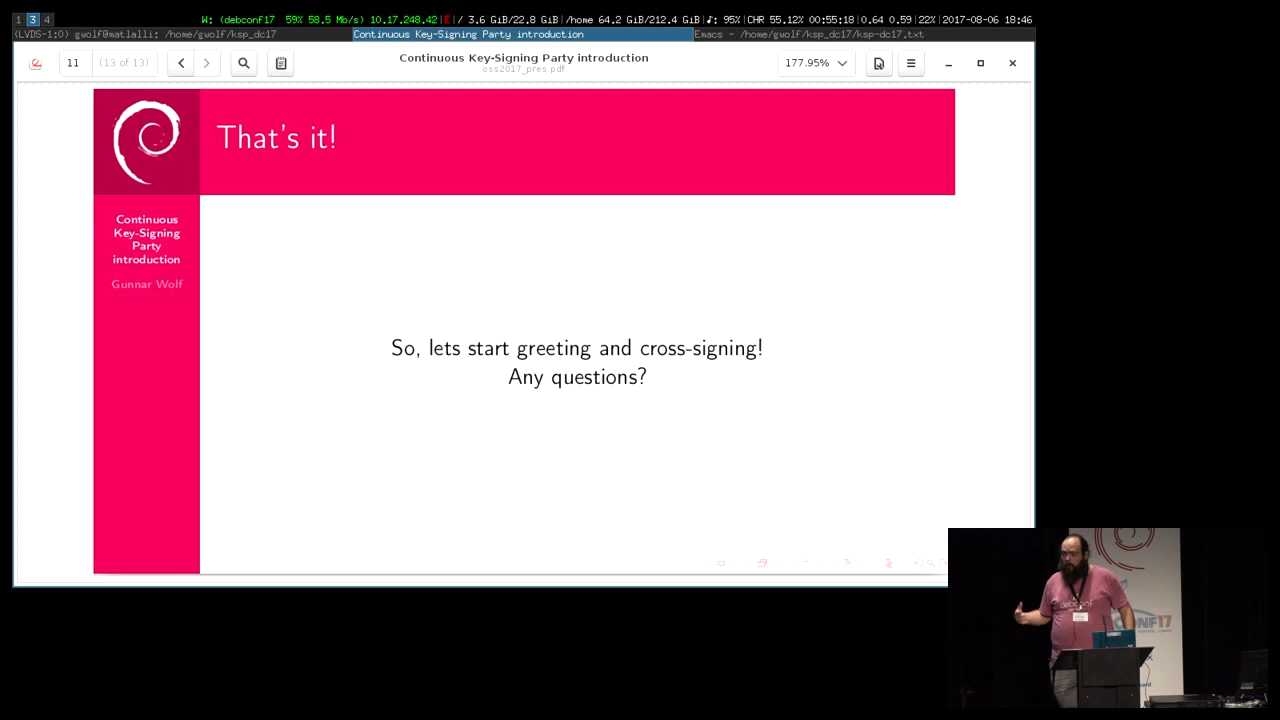 1 3 4 W: (debconf17 59% 58.5 Mb/s) 10.17.248.42 / 3.6 GiB/22.8 GiB|/home 64.2 GiB/212.4 GiB|♪: 95%|CHR 55.12% 00:55:18|0.64 0.59|22%|2017-08-06 18:46
(LVDS-1:0) gwolf@matlalli: /home/gwolf/ksp_dc17 Continuous Key-Signing Party introduction Emacs - /home/gwolf/ksp_dc17/ksp-dc17.txt
11 (13 of 13) Continuous Key-Signing Party introduction 177.95%
oss2017_pres.pdf
That's it!
Continuous
Key-Signing
Party
introduction
Gunnar Wolf
So, lets start greeting and cross-signing!
Any questions?
debconf
CONF17